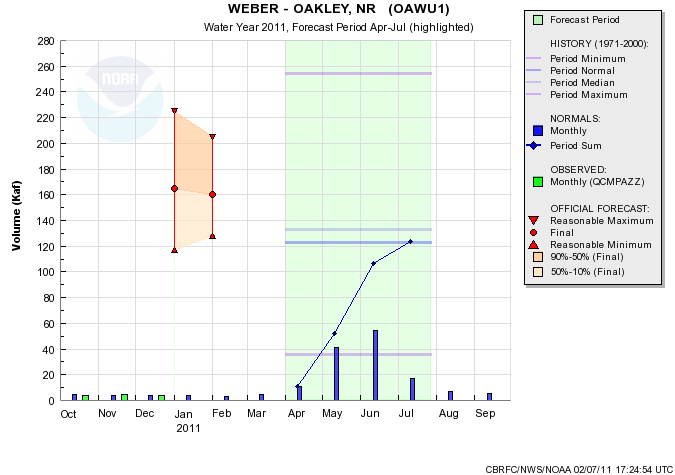 WEBER - OAKLEY, NR (OAWU1)
Water Year 2011, Forecast Period Apr-Jul (highlighted)
Volume (Kaf)
280
260
240
220
200
180
160
140
120
100
80
60
40
20
0
NOAA
Oct Nov Dec Jan Feb Mar Apr May Jun Jul Aug Sep
2011
Forecast Period
HISTORY (1971-2000):
Period Minimum
Period Normal
Period Median
Period Maximum
NORMALS:
Monthly
Period Sum
OBSERVED:
Monthly (QCMPAZZ)
OFFICIAL FORECAST:
Reasonable Maximum
Final
Reasonable Minimum
90%-50% (Final)
50%-10% (Final)
CBRFC/NWS/NOAA 02/07/11 17:24:54 UTC